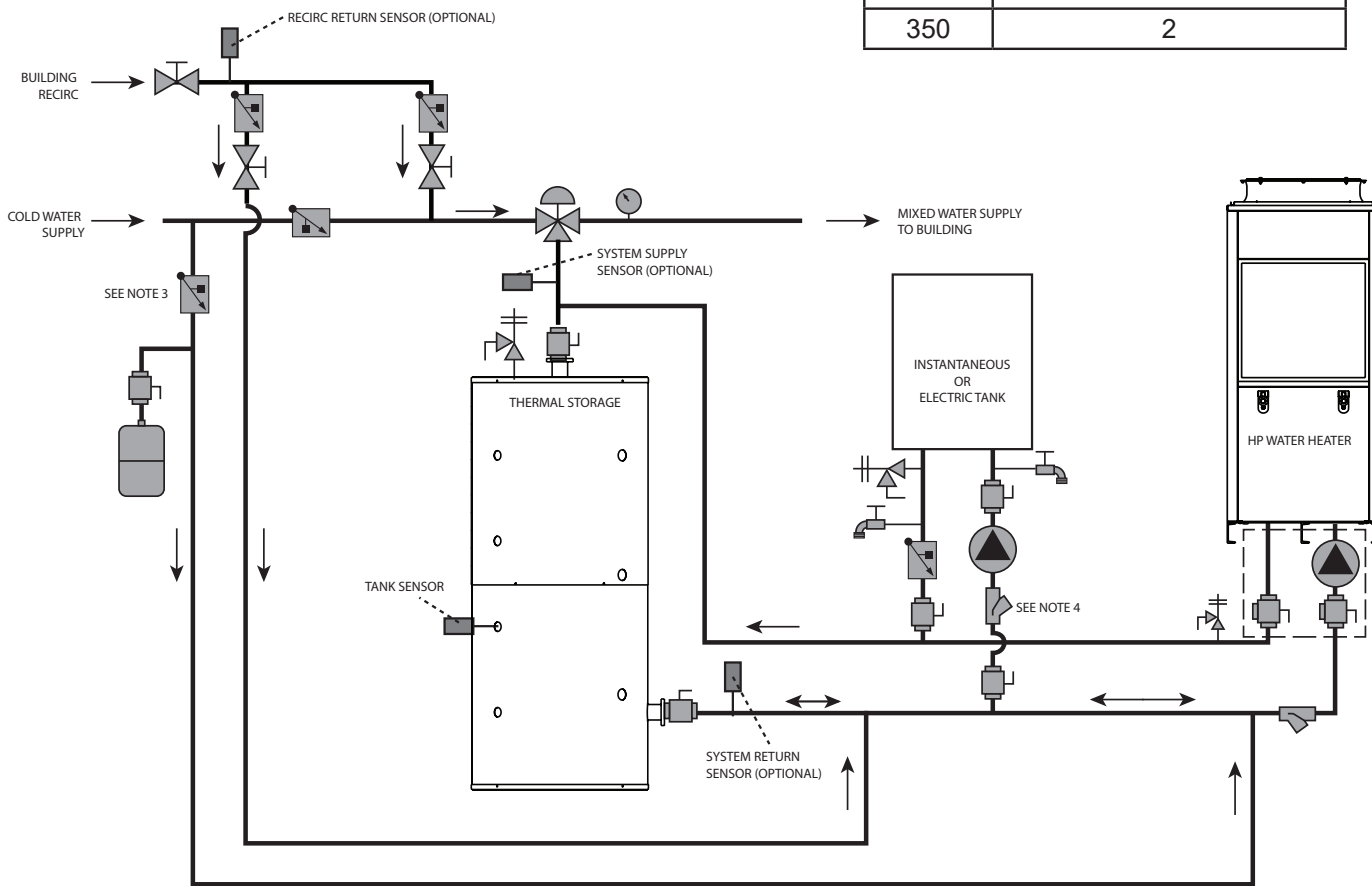 350 2
RECIRC RETURN SENSOR (OPTIONAL)
BUILDING
RECIRC
COLD WATER
SUPPLY
MIXED WATER SUPPLY
TO BUILDING
SYSTEM SUPPLY
SENSOR (OPTIONAL)
SEE NOTE 3
INSTANTANEOUS
OR
ELECTRIC TANK
THERMAL STORAGE
HP WATER HEATER
TANK SENSOR
SEE NOTE 4
SYSTEM RETURN
SENSOR (OPTIONAL)